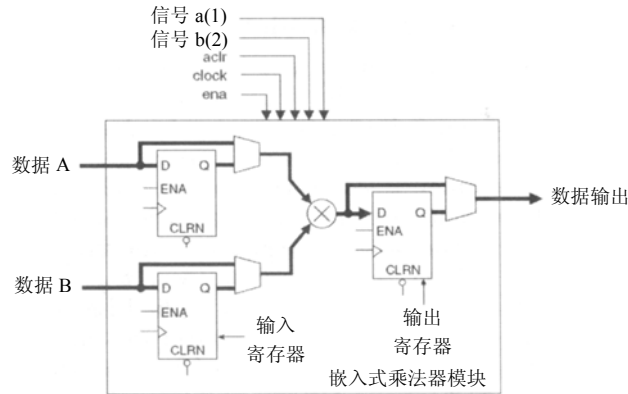 信号 a(1)
信号 b(2)
aclr
clock
ena
数据 A
D Q
ENA
CLRN
数据输出
D Q
ENA
CLRN
数据 B
D Q
ENA
CLRN
输入
寄存器
输出
寄存器
嵌入式乘法器模块